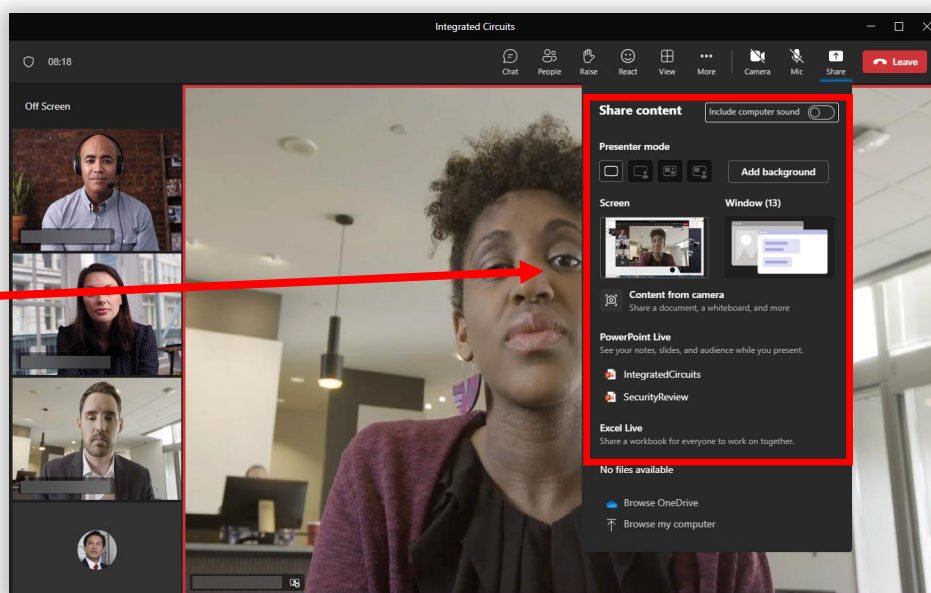 Integrated Circuits
08:18
Chat People Raise React View More Camera Mic Share Leave
Off Screen
Share content Include computer sound
Presenter mode
Add background
Screen Window (13)
Content from camera
Share a document, a whiteboard, and more
PowerPoint Live
See your notes, slides, and audience while you present.
IntegratedCircuits
SecurityReview
Excel Live
Share a workbook for everyone to work on together.
No files available
Browse OneDrive
Browse my computer